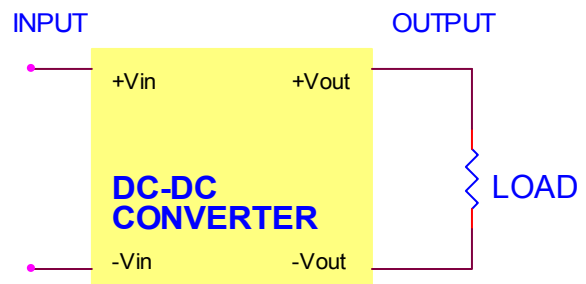 INPUT
OUTPUT
+Vin
+Vout
DC-DC
CONVERTER
LOAD
-Vin
-Vout